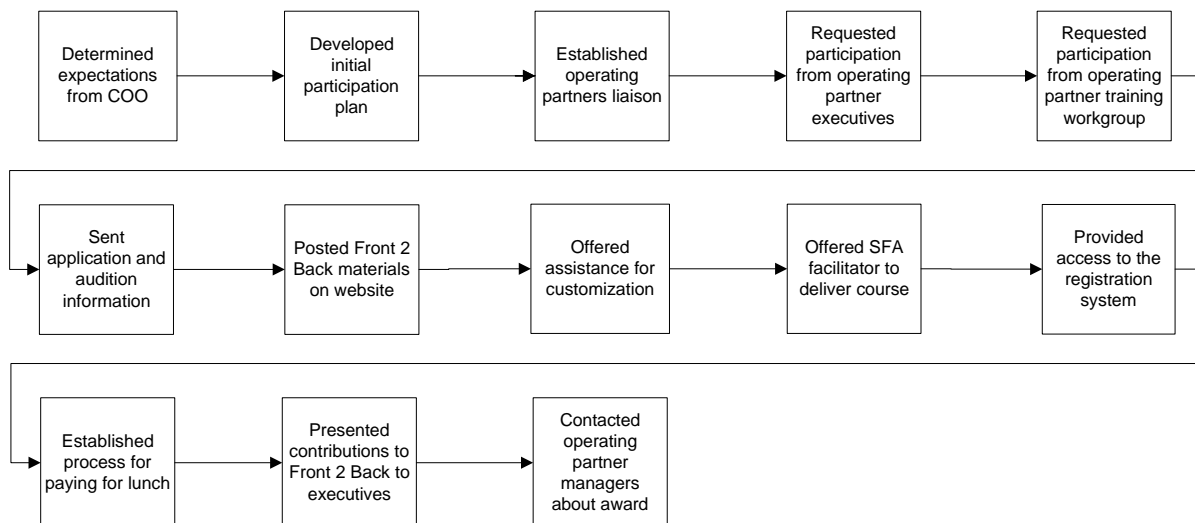 Determined
expectations
from COO
Developed
initial
participation
plan
Established
operating
partners liaison
Requested
participation
from operating
partner
executives
Requested
participation
from operating
partner training
workgroup
Sent
application and
audition
information
Posted Front 2
Back materials
on website
Offered
assistance for
customization
Offered SFA
facilitator to
deliver course
Provided
access to the
registration
system
Established
process for
paying for lunch
Presented
contributions to
Front 2 Back to
executives
Contacted
operating
partner
managers
about award